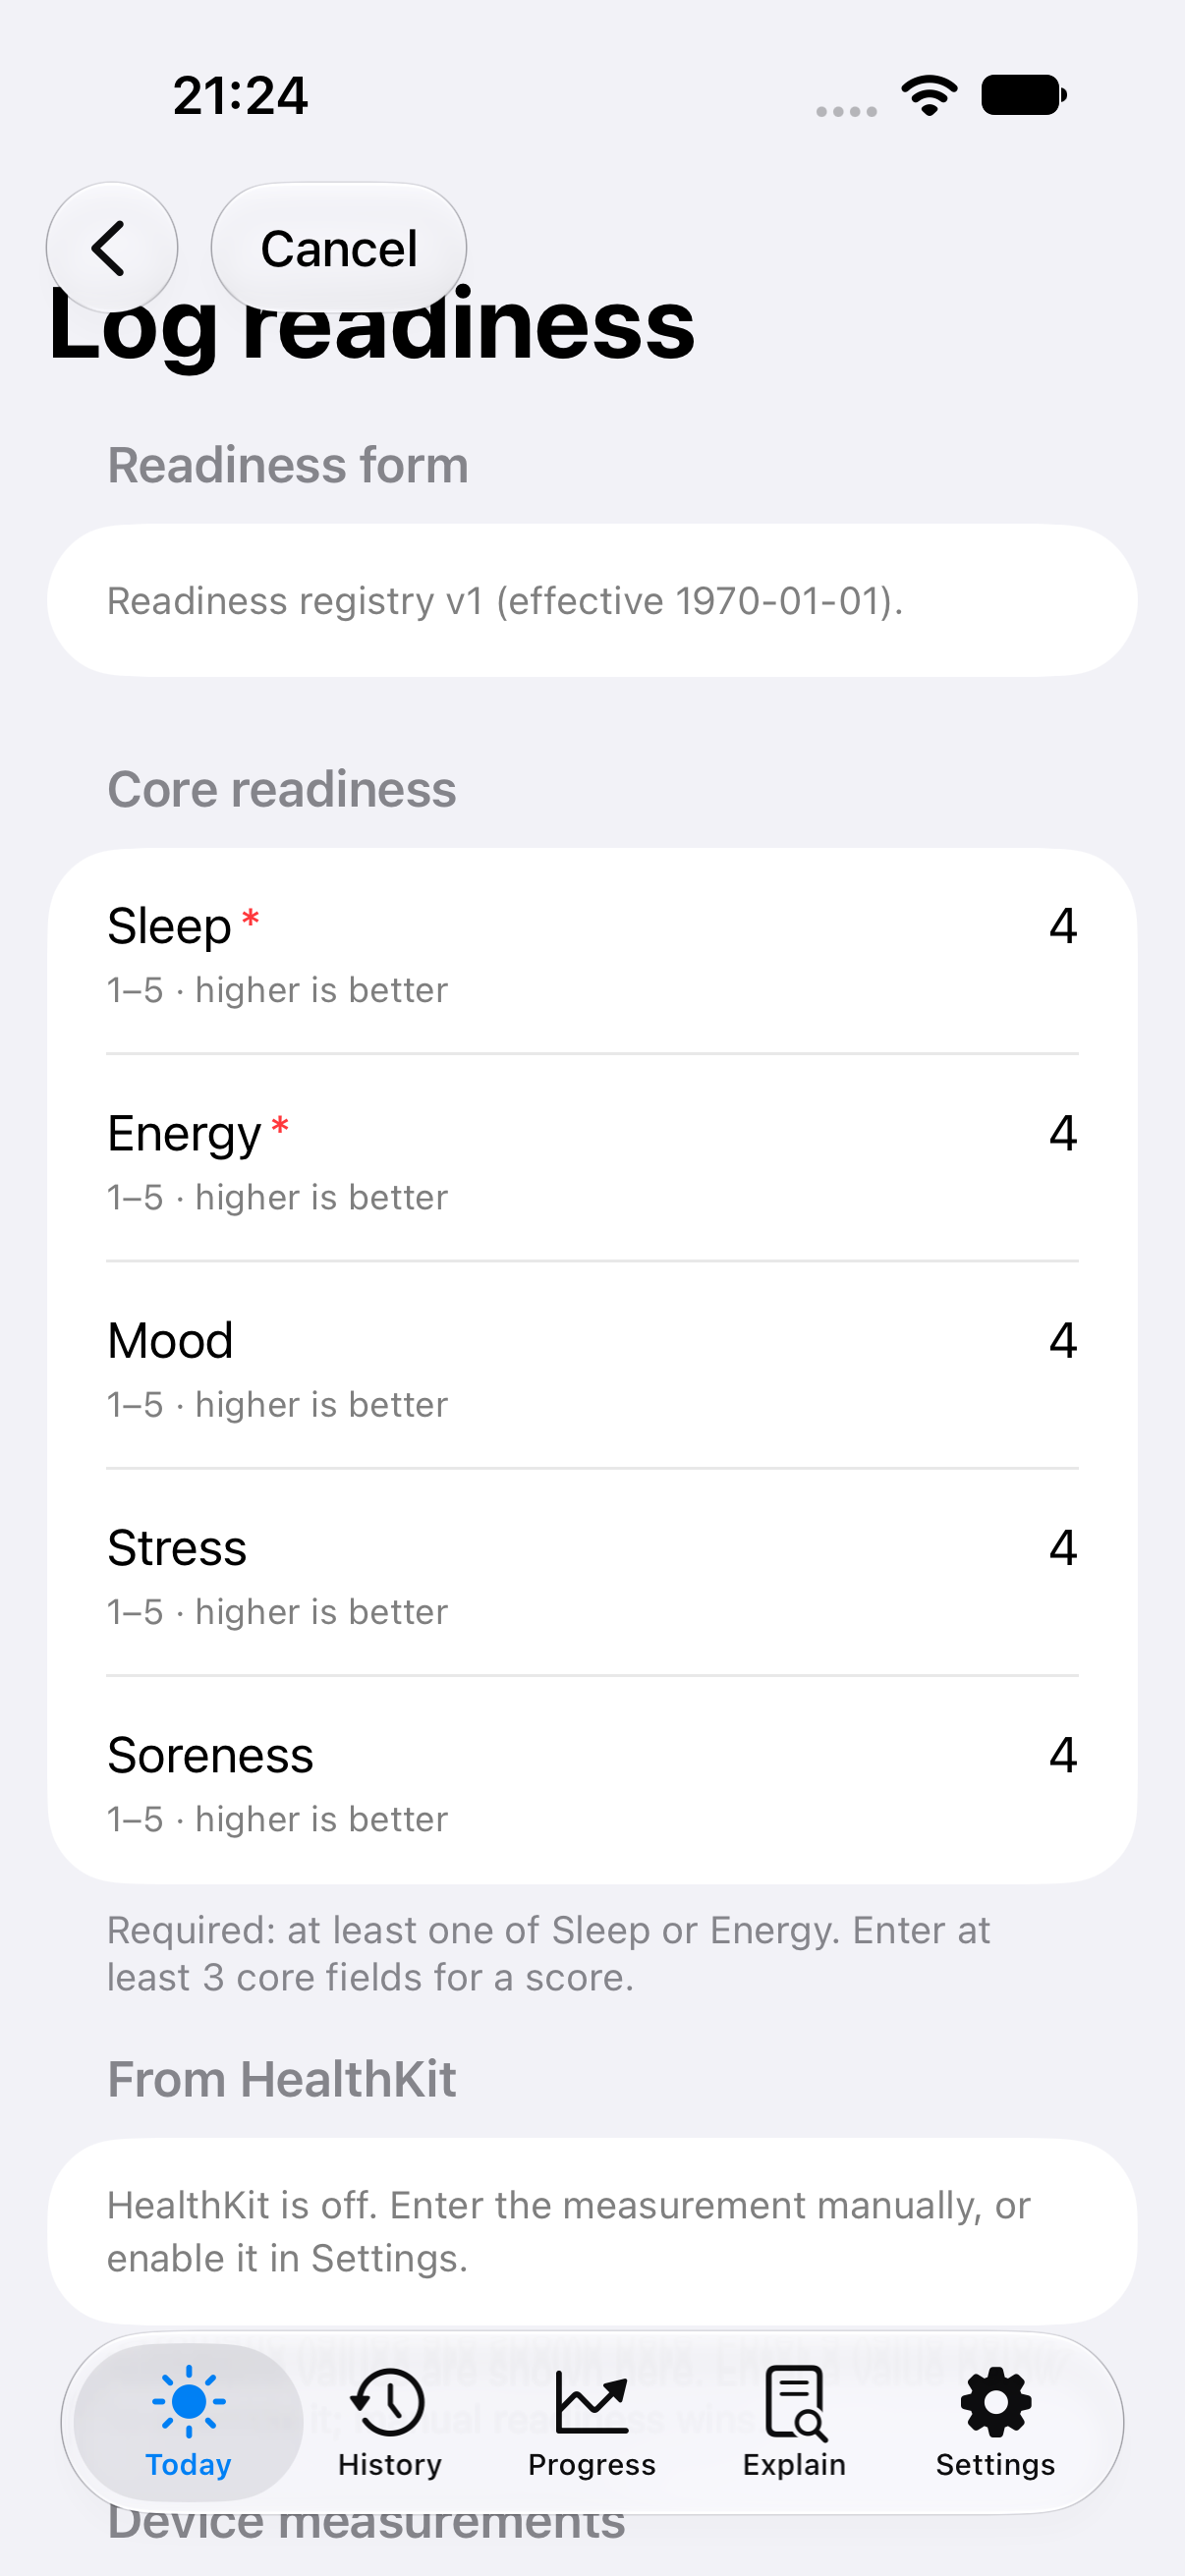 21:24
Cancel
Log readiness
Readiness form
Readiness registry v1 (effective 1970-01-01).
Core readiness
Sleep *
4
1–5 · higher is better
Energy *
4
1–5 · higher is better
Mood
4
1–5 · higher is better
Stress
4
1–5 · higher is better
Soreness
4
1–5 · higher is better
Required: at least one of Sleep or Energy. Enter at
least 3 core fields for a score.
From HealthKit
HealthKit is off. Enter the measurement manually, or
enable it in Settings.
Today
History
Progress
Explain
Settings
Device measurements